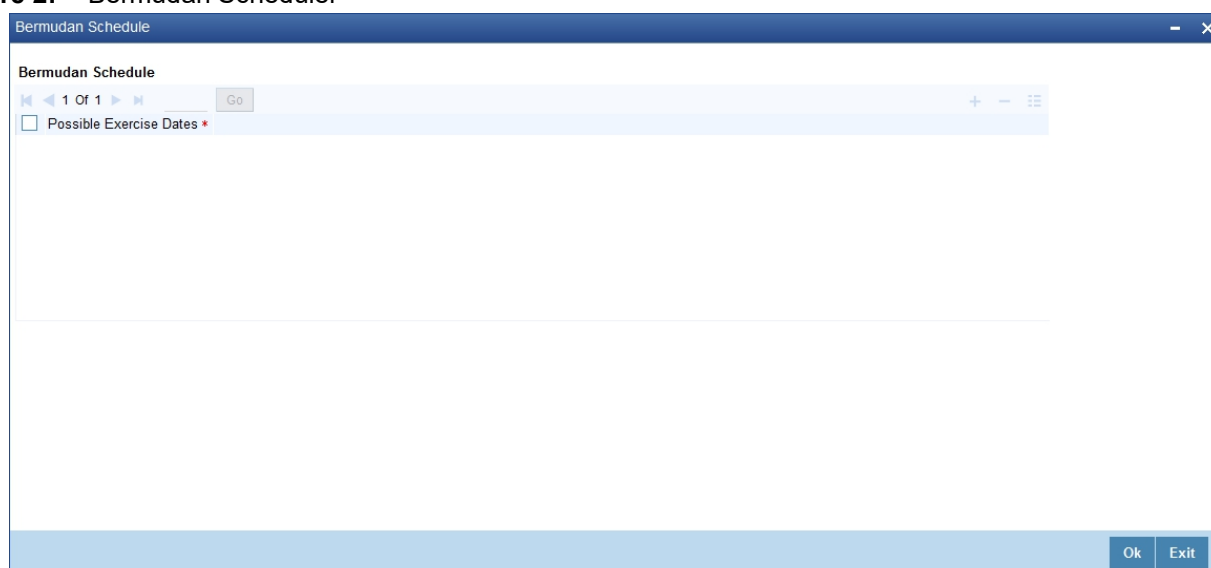 Bermudan Schedule
Bermudan Schedule
1 Of 1 Go
Possible Exercise Dates *
Ok Exit